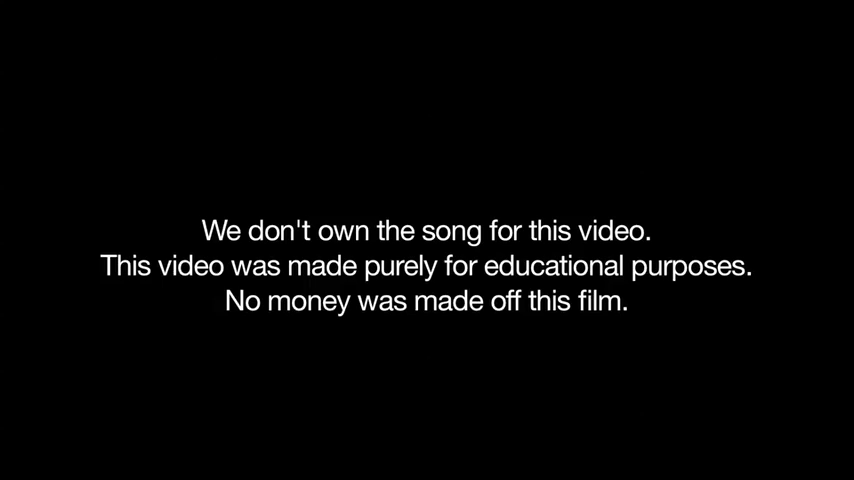 We don't own the song for this video.
This video was made purely for educational purposes.
No money was made off this film.